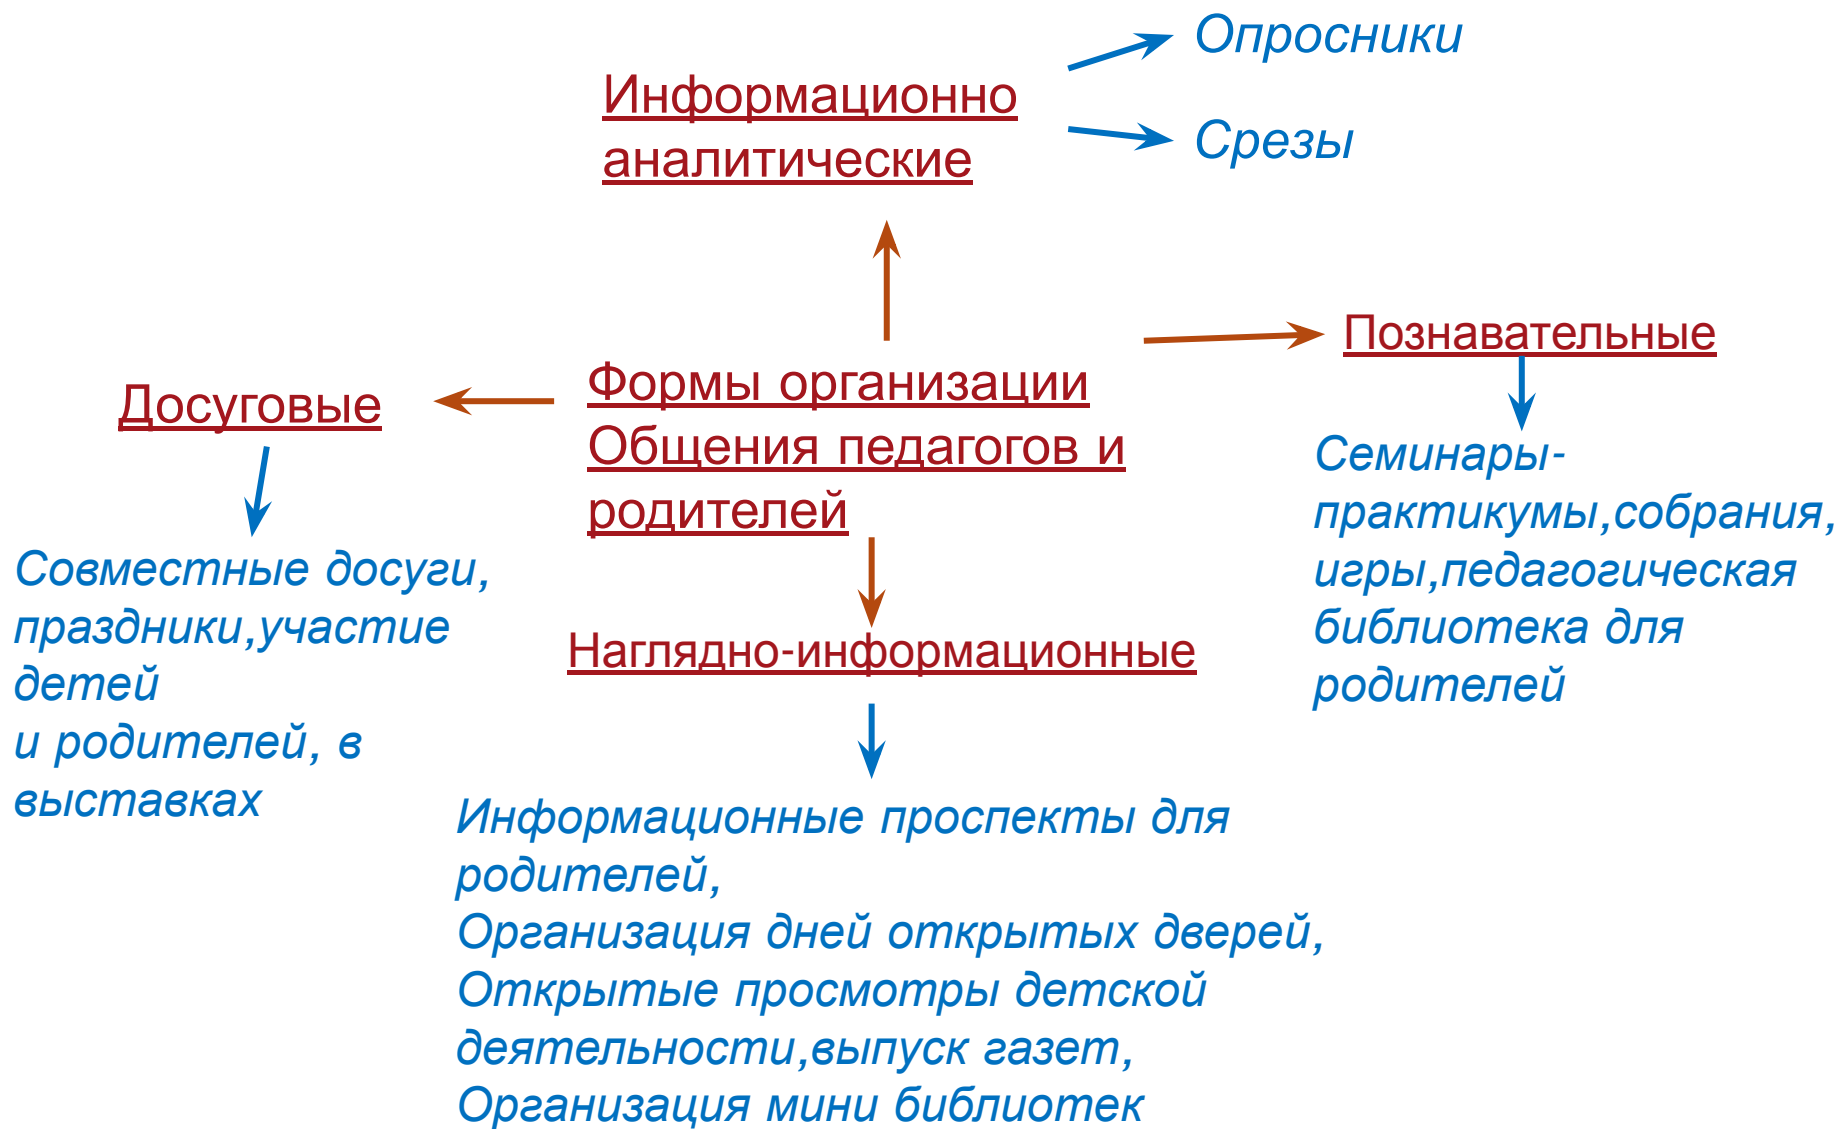 Опросники
Срезы
Информационно
аналитические
Познавательные
Семинары-
практикумы,собрания,
игры,педагогическая
библиотека для
родителей
Формы организации
Общения педагогов и
родителей
Досуговые
Совместные досуги,
праздники,участие
детей
и родителей, в
выставках
Наглядно-информационные
Информационные проспекты для
родителей,
Организация дней открытых дверей,
Открытые просмотры детской
деятельности,выпуск газет,
Организация мини библиотек